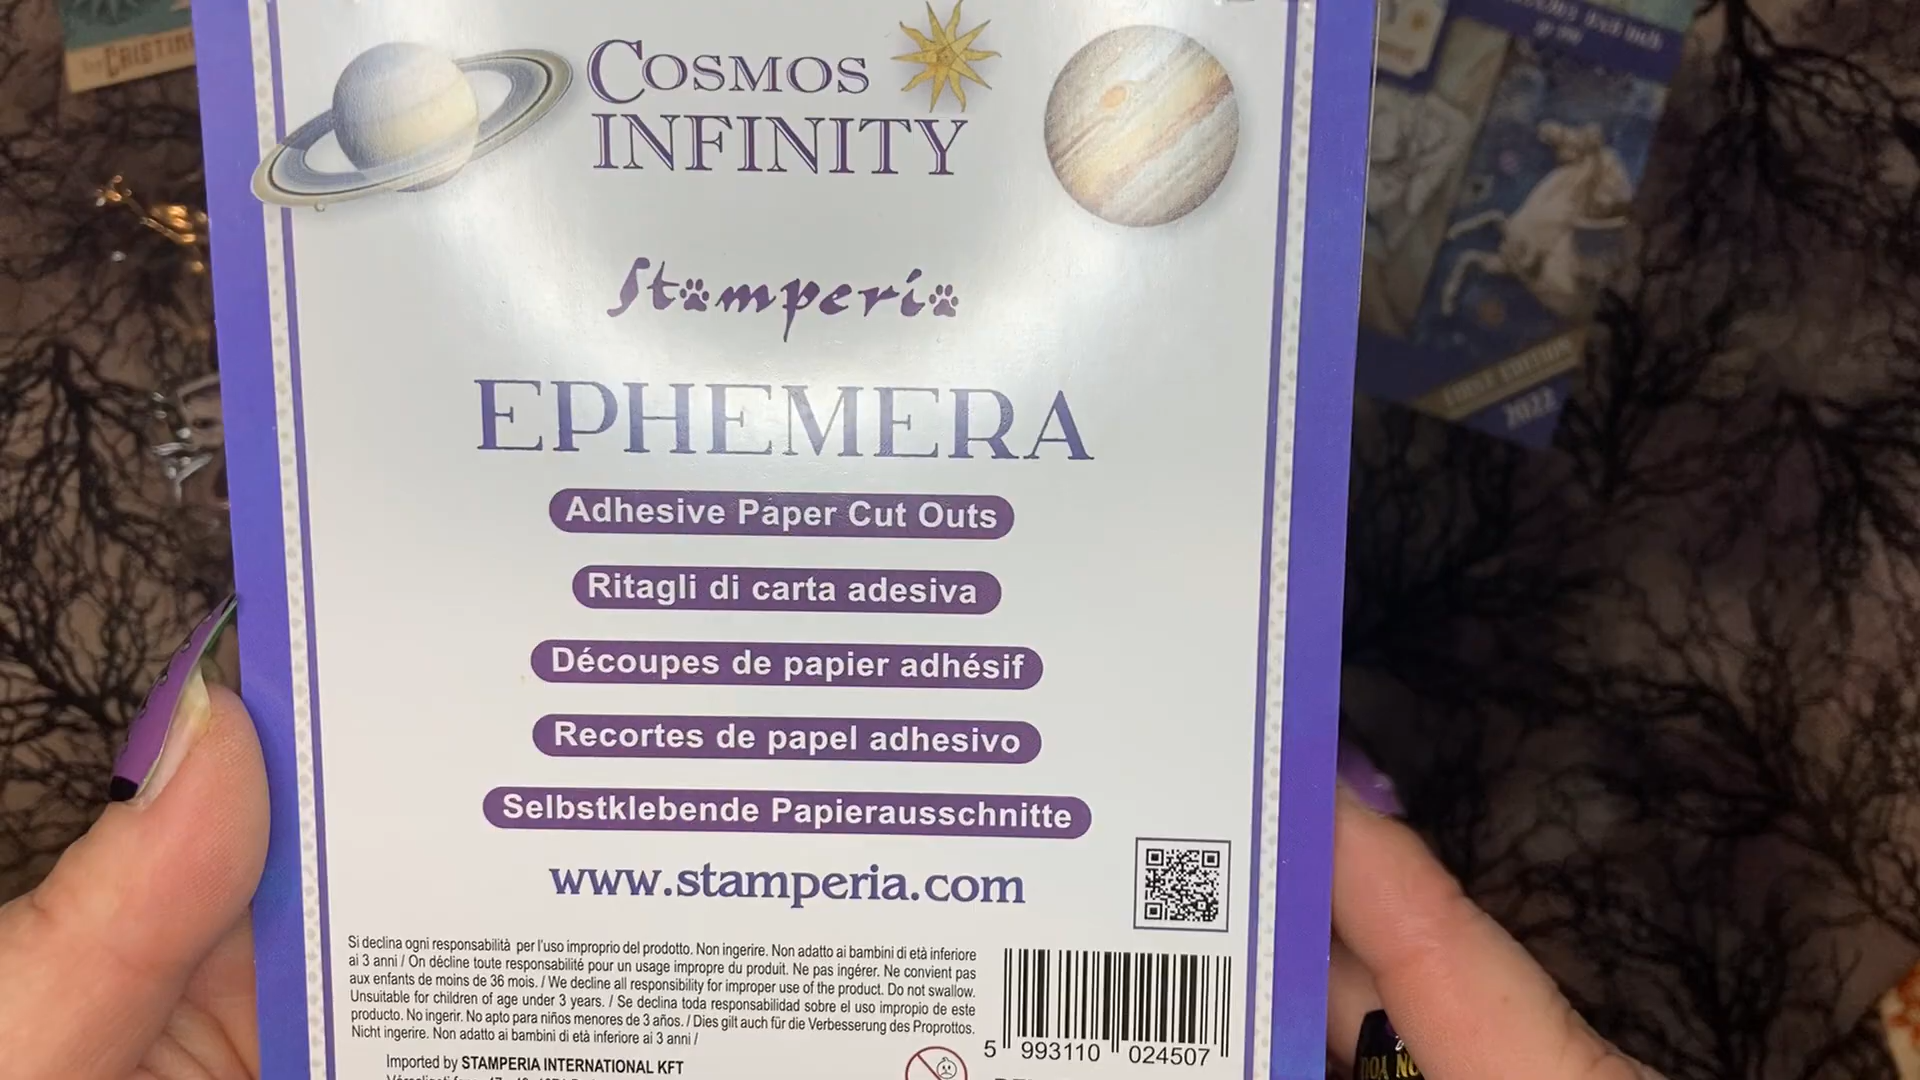 by CRISTINA
COSMOS
INFINITY
Stamperia
EPHEMERA
Adhesive Paper Cut Outs
Ritagli di carta adesiva
Découpes de papier adhésif
Recortes de papel adhesivo
Selbstklebende Papierausschnitte
www.stamperia.com
Si declina ogni responsabilità per l'uso improprio del prodotto. Non ingerire. Non adatto ai bambini di età inferiore
ai 3 anni / On décline toute responsabilité pour un usage impropre du produit. Ne pas ingérer. Ne convient pas
aux enfants de moins de 36 mois. / We decline all responsibility for improper use of the product. Do not swallow.
Unsuitable for children of age under 3 years. / Se declina toda responsabilidad sobre el uso impropio de este
producto. No ingerir. No apto para niños menores de 3 años. / Dies gilt auch für die Verbesserung des Proprottos.
Nicht ingerire. Non adatto ai bambini di età inferiore ai 3 anni /
Imported by STAMPERIA INTERNATIONAL KFT
5 993110 024507
EDITION
2022